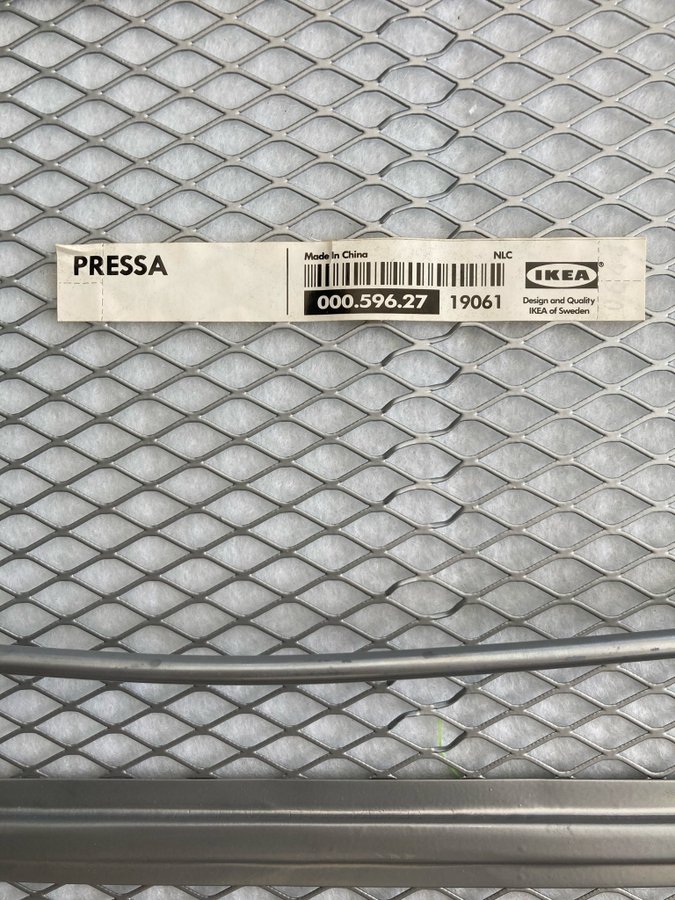 PRESSA
Made In China
NLC
000.596.27
19061
IKEA®
Design and Quality
IKEA of Sweden